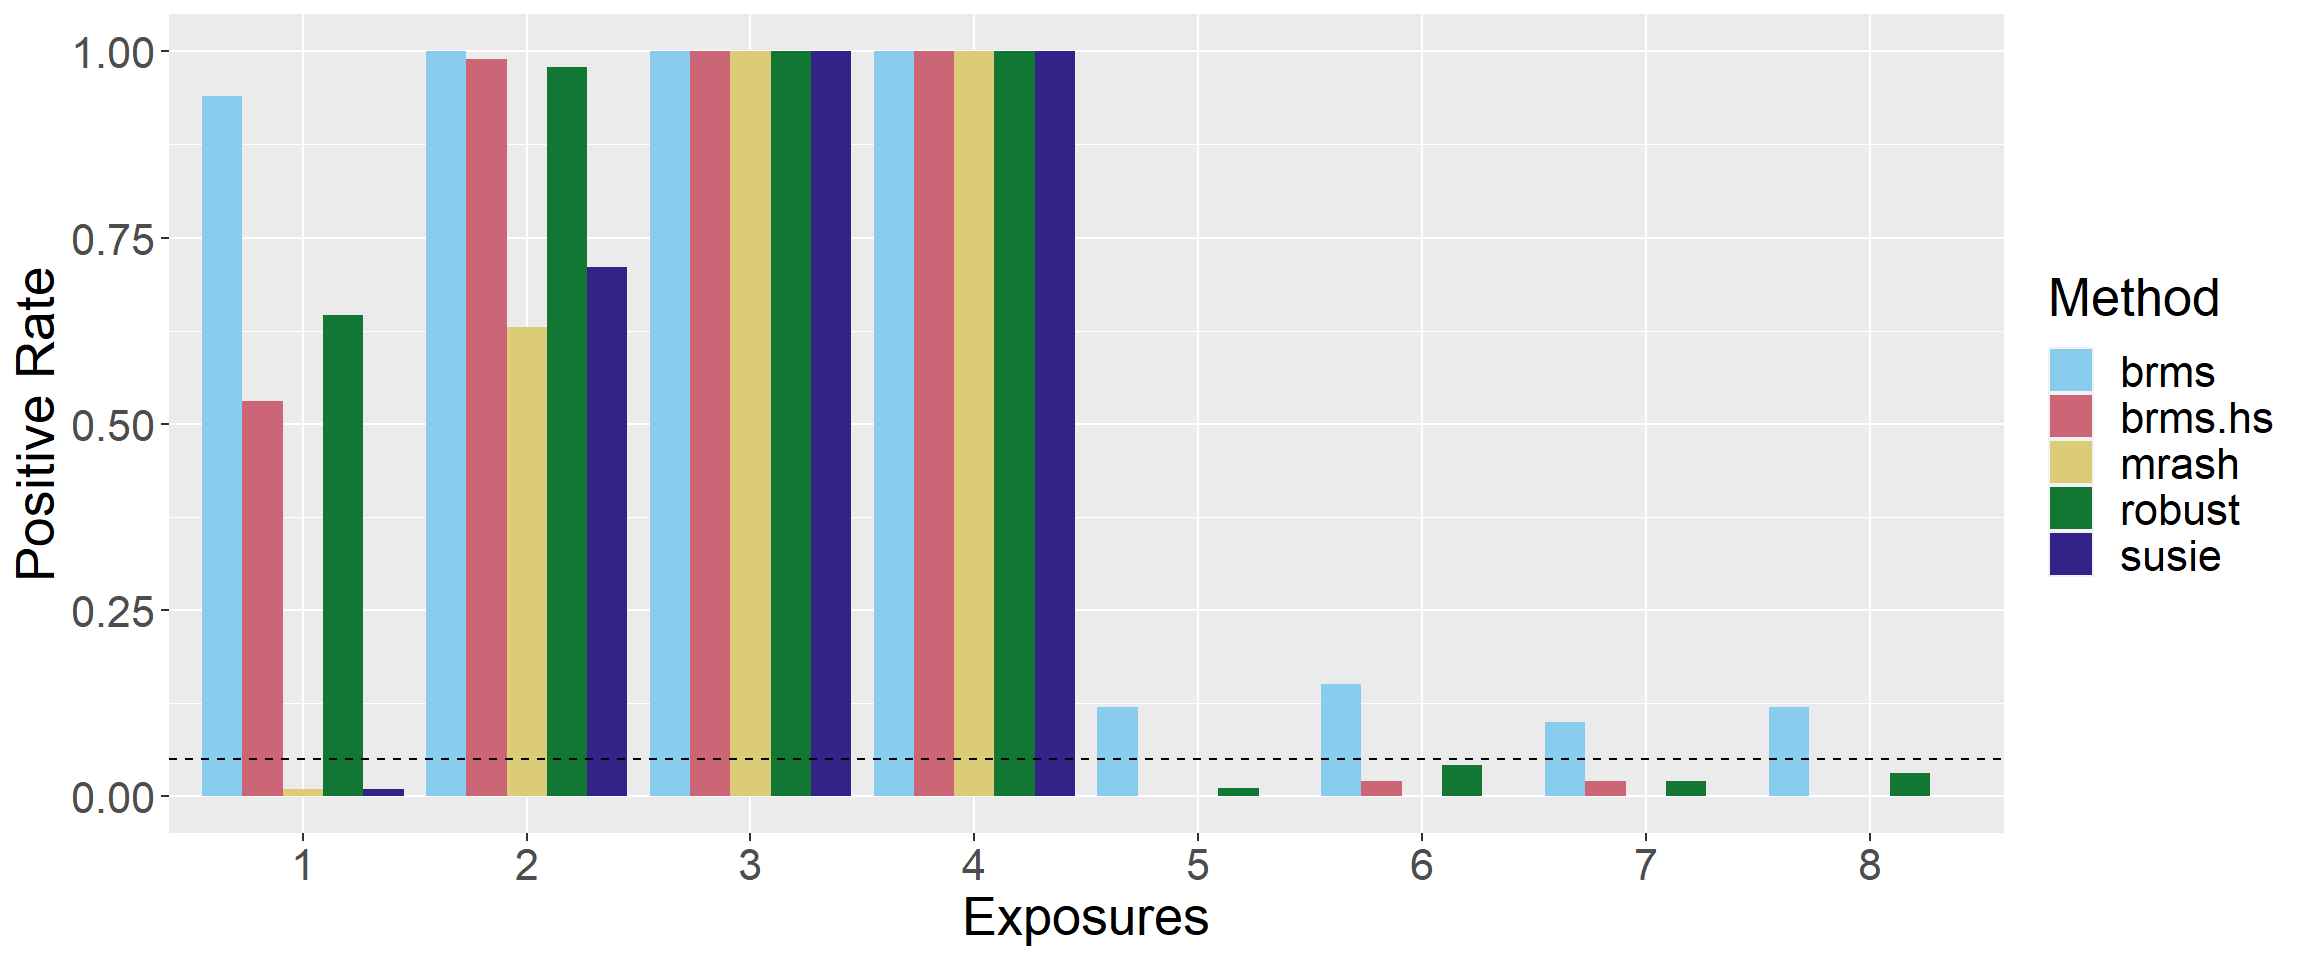 1.00
0.75
0.50
0.25
0.00
Positive Rate
1 2 3 4 5 6 7 8
Exposures
Method
brms
brms.hs
mrash
robust
susie